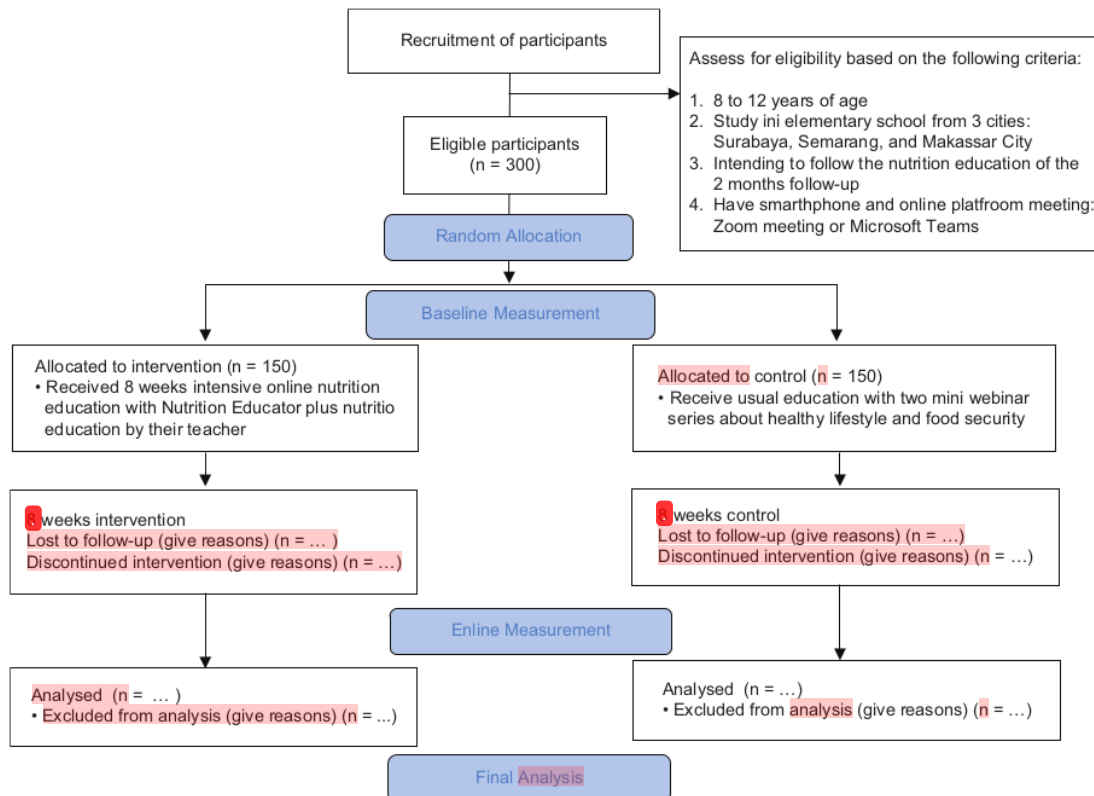 Recruitment of participants
Assess for eligibility based on the following criteria:
1. 8 to 12 years of age
2. Study ini elementary school from 3 cities:
Surabaya, Semarang, and Makassar City
3. Intending to follow the nutrition education of the
2 months follow-up
4. Have smarthphone and online platfroom meeting:
Zoom meeting or Microsoft Teams
Eligible participants
(n = 300)
Random Allocation
Baseline Measurement
Allocated to intervention (n = 150)
• Received 8 weeks intensive online nutrition
education with Nutrition Educator plus nutritio
education by their teacher
Allocated to control (n = 150)
• Receive usual education with two mini webinar
series about healthy lifestyle and food security
8 weeks intervention
Lost to follow-up (give reasons) (n = … )
Discontinued intervention (give reasons) (n = …)
8 weeks control
Lost to follow-up (give reasons) (n = …)
Discontinued intervention (give reasons) (n = …)
Enline Measurement
Analysed (n = … )
• Excluded from analysis (give reasons) (n = ...)
Analysed (n = …)
• Excluded from analysis (give reasons) (n = …)
Final Analysis